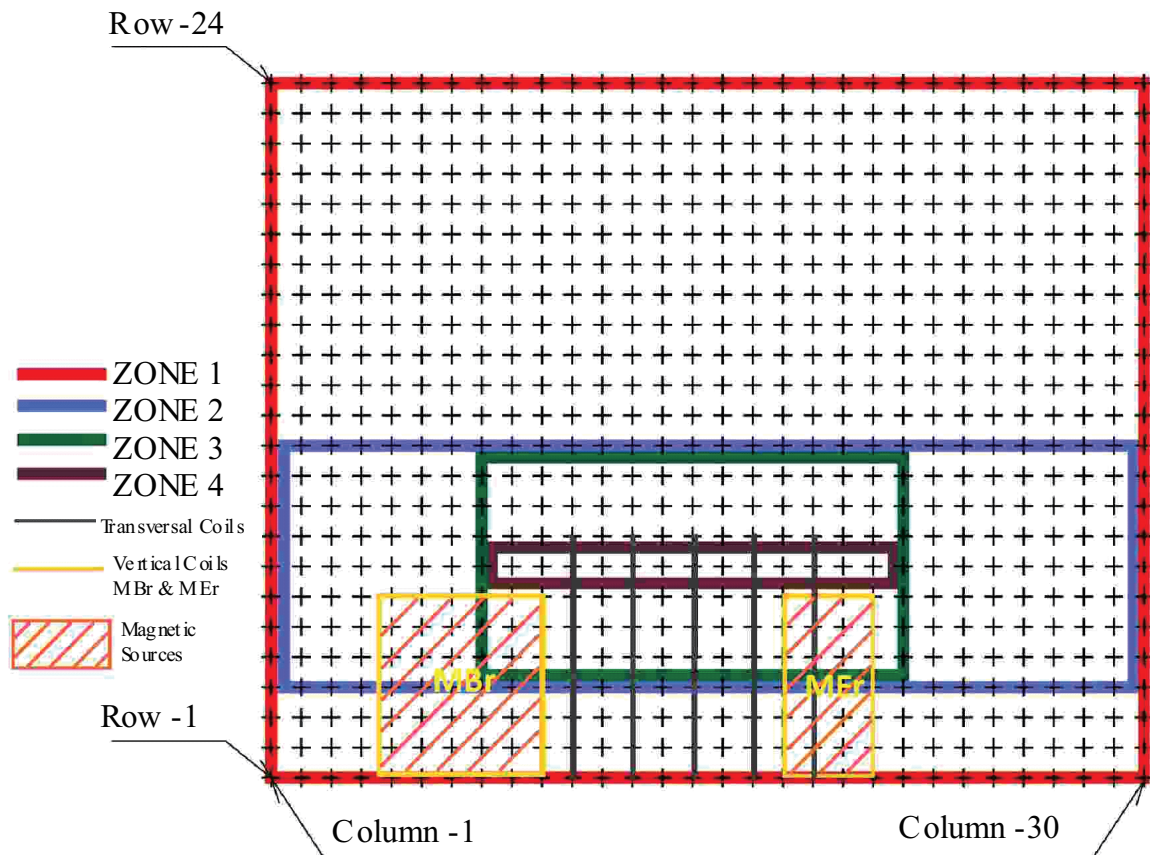 Row -24
ZONE 1
ZONE 2
ZONE 3
ZONE 4
Transversal Coils
Vertical Coils
MBr & MEr
Magnetic
Sources
MBr
MEr
Row -1
Column -1
Column -30